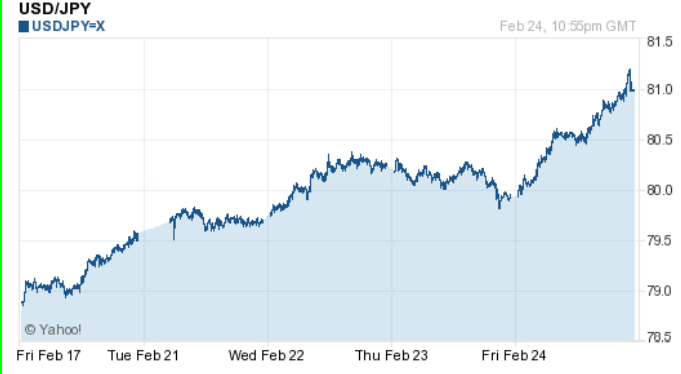 USD/JPY
USDJPY=X
Feb 24, 10:55pm GMT
81.5
81.0
80.5
80.0
79.5
79.0
78.5
© Yahoo!
Fri Feb 17 Tue Feb 21 Wed Feb 22 Thu Feb 23 Fri Feb 24